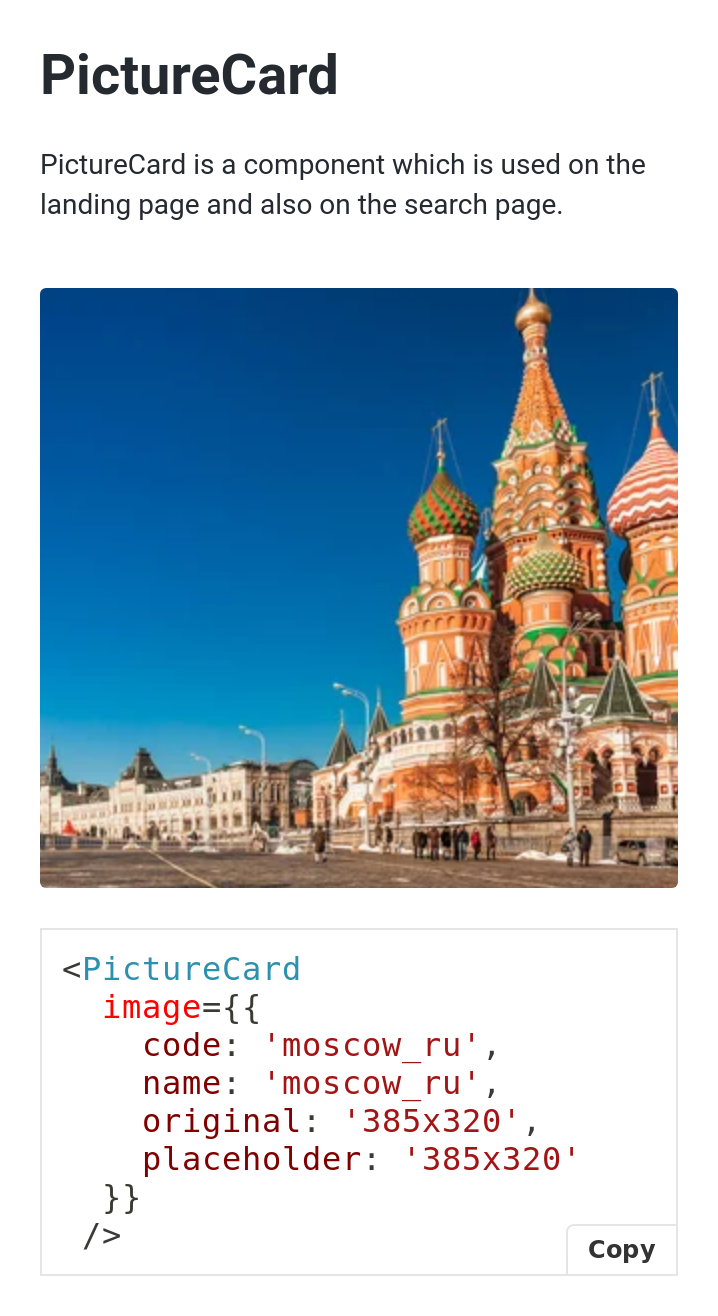 PictureCard
PictureCard is a component which is used on the
landing page and also on the search page.
<PictureCard
  image={{
    code: 'moscow_ru',
    name: 'moscow_ru',
    original: '385x320',
    placeholder: '385x320'
  }}
 />
Copy